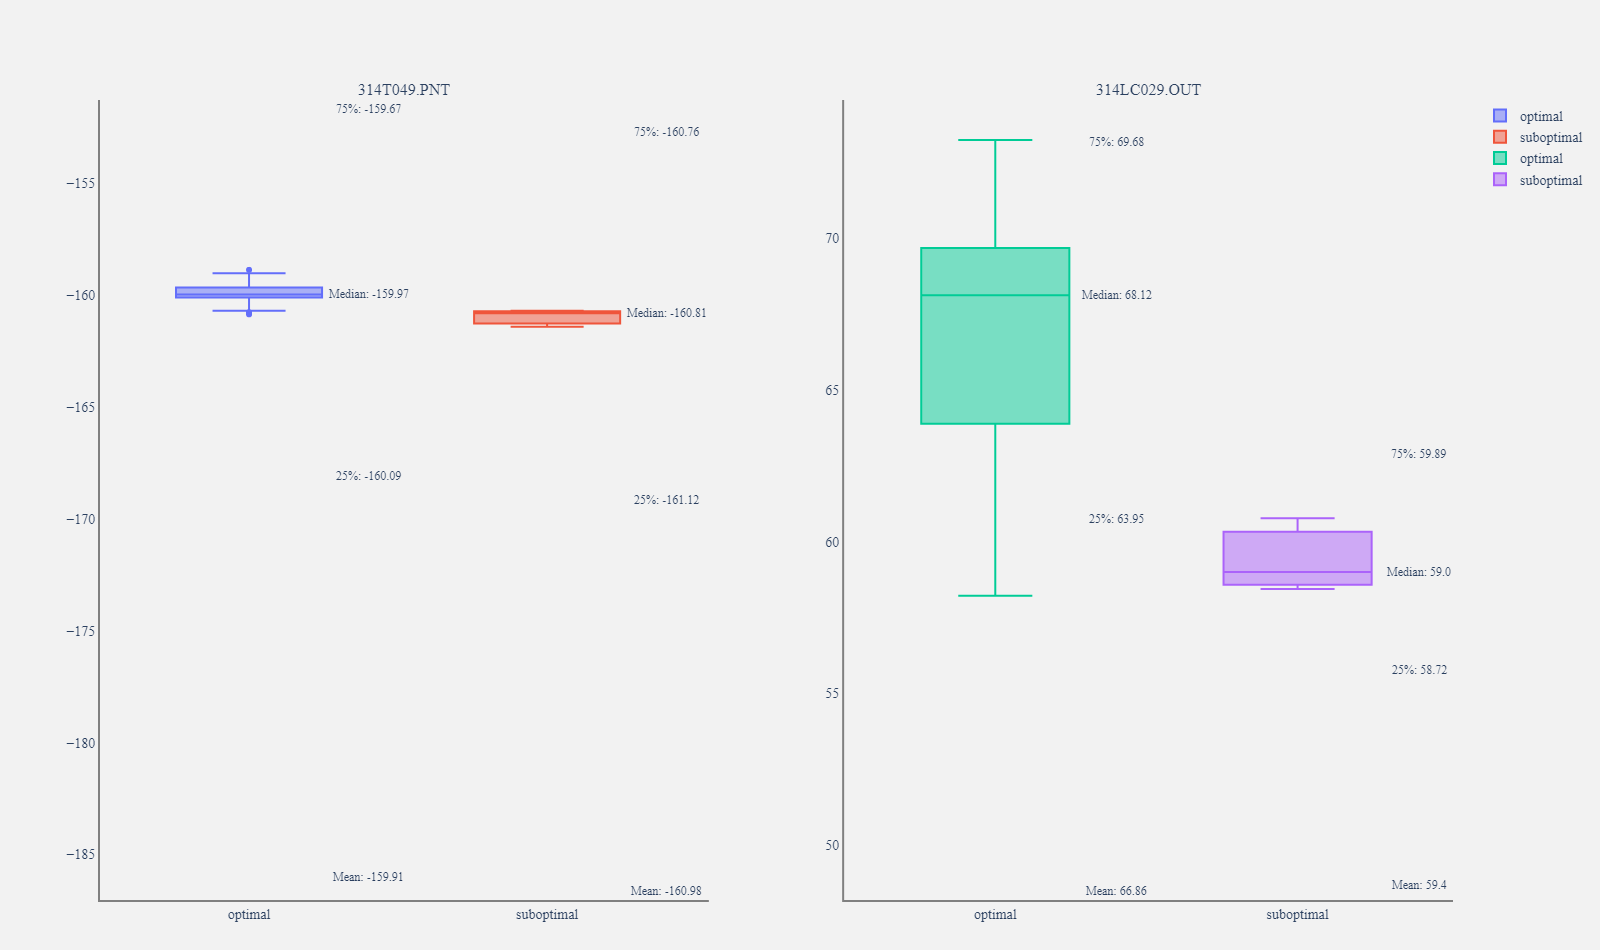 314T049.PNT
75%: -159.67
75%: -160.76
−155
−160
−165
−170
−175
−180
−185
Median: -159.97
Median: -160.81
25%: -160.09
25%: -161.12
Mean: -159.91
Mean: -160.98
optimal
suboptimal
314LC029.OUT
75%: 69.68
70
65
60
55
50
Median: 68.12
75%: 59.89
25%: 63.95
Median: 59.0
25%: 58.72
Mean: 66.86
Mean: 59.4
optimal
suboptimal
optimal
suboptimal
optimal
suboptimal